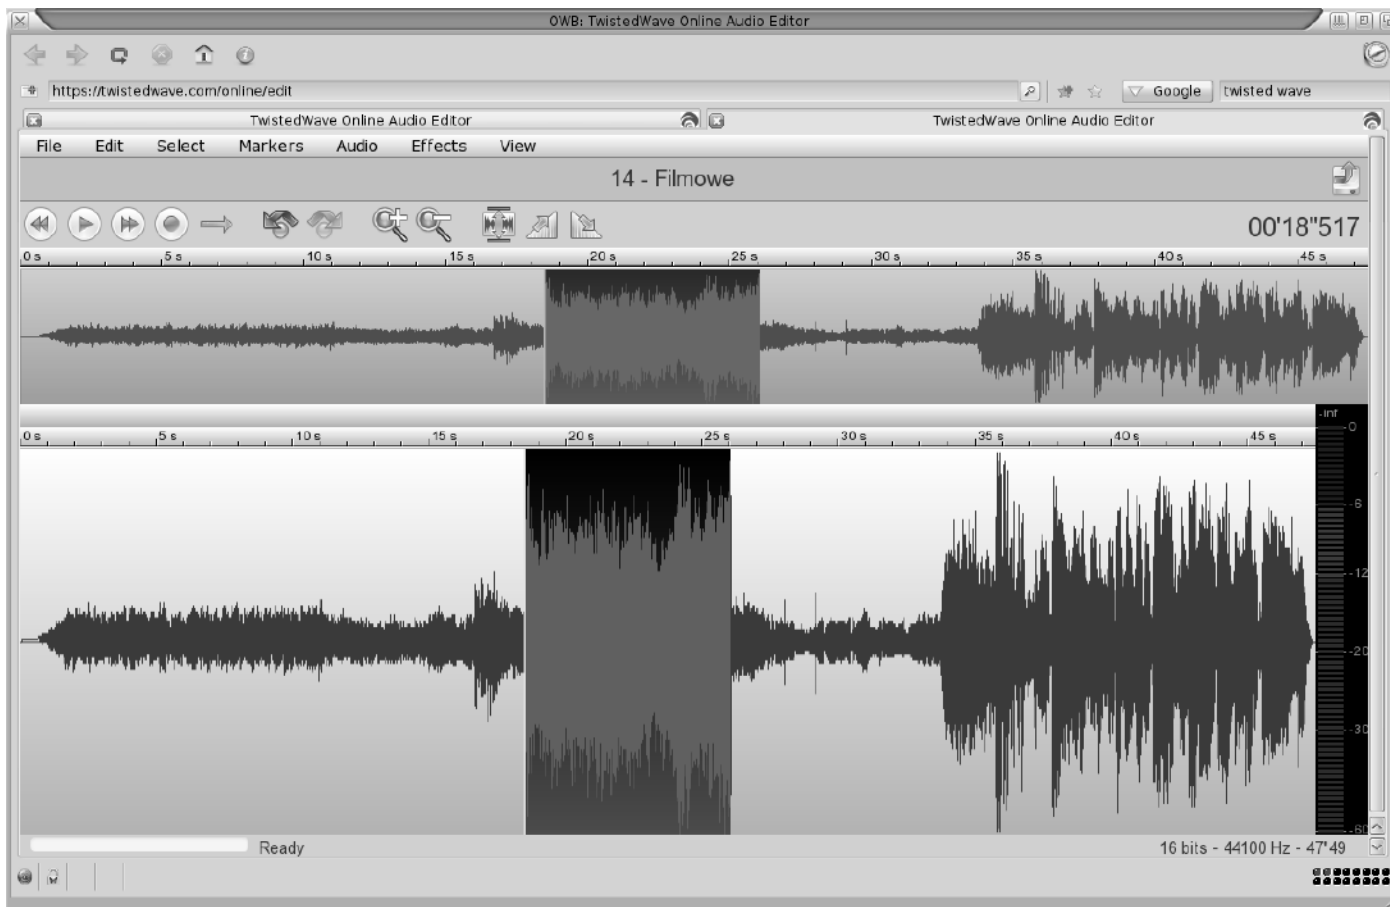 OWB: TwistedWave Online Audio Editor
https://twistedwave.com/online/edit
Google
twisted wave
TwistedWave Online Audio Editor
TwistedWave Online Audio Editor
File Edit Select Markers Audio Effects View
14 - Filmowe
00'18"517
0 s 5 s 10 s 15 s 20 s 25 s 30 s 35 s 40 s 45 s
-inf
0 s 5 s 10 s 15 s 20 s 25 s 30 s 35 s 40 s 45 s
-0
-6
-12
-20
-30
-60
Ready
16 bits - 44100 Hz - 47"49